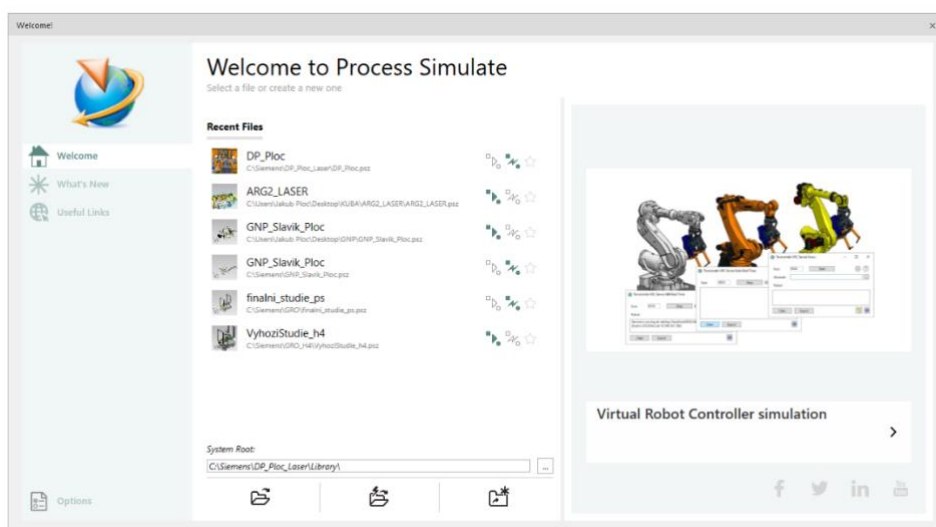 Welcome!
Welcome to Process Simulate
Select a file or create a new one
Recent Files
Welcome
What's New
Useful Links
DP_Ploc
C:\Siemens\DP_Ploc_Laser\DP_Ploc.psz
ARG2_LASER
C:\Users\Jakub Ploc\Desktop\KUBA\ARG2_LASER\ARG2_LASER.psz
GNP_Slavik_Ploc
C:\Users\Jakub Ploc\Desktop\GNP\GNP_Slavik_Ploc.psz
GNP_Slavik_Ploc
C:\Siemens\GNP_Slavik_Ploc.psz
finalni_studie_ps
C:\Siemens\GRO\finalni_studie_ps.psz
VyhoziStudie_h4
C:\Siemens\GRO_H4\VyhoziStudie_h4.psz
Virtual Robot Controller simulation
System Root:
C:\Siemens\DP_Ploc_Laser\Library\
...
Options